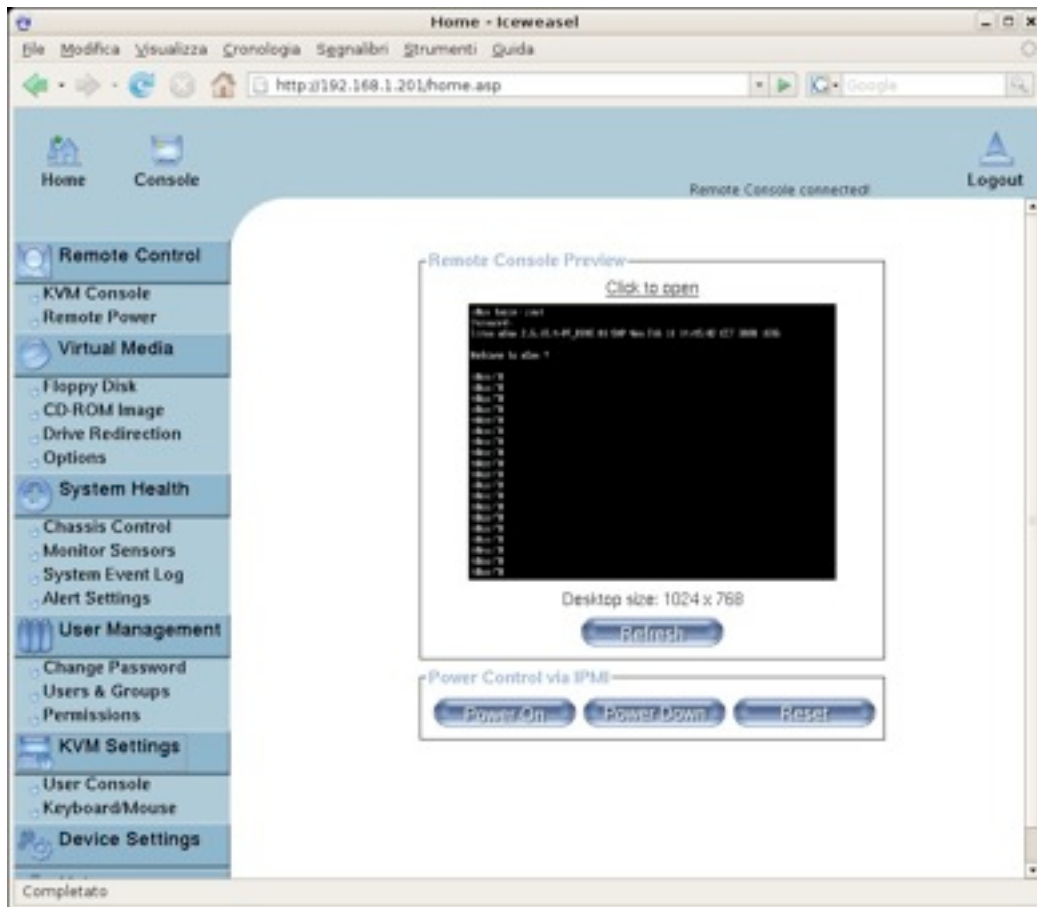 Home - Iceweasel
File Modifica Visualizza Cronologia Segnalibri Strumenti Guida
http://192.168.1.201/home.asp
Google
Home
Console
Remote Console connected!
Logout
Remote Control
KVM Console
Remote Power
Virtual Media
Floppy Disk
CD-ROM Image
Drive Redirection
Options
System Health
Chassis Control
Monitor Sensors
System Event Log
Alert Settings
User Management
Change Password
Users & Groups
Permissions
KVM Settings
User Console
Keyboard/Mouse
Device Settings
Remote Console Preview
Click to open
Desktop size: 1024 x 768
Refresh
Power Control via IPMI
Power On
Power Down
Reset
Completato